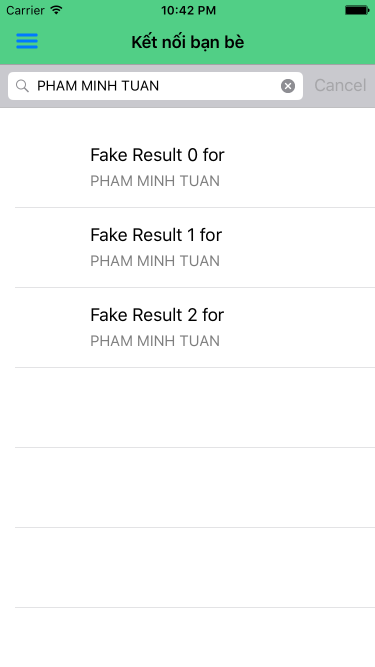 Carrier 10:42 PM
Kết nối bạn bè
PHAM MINH TUAN Cancel
Fake Result 0 for
PHAM MINH TUAN
Fake Result 1 for
PHAM MINH TUAN
Fake Result 2 for
PHAM MINH TUAN